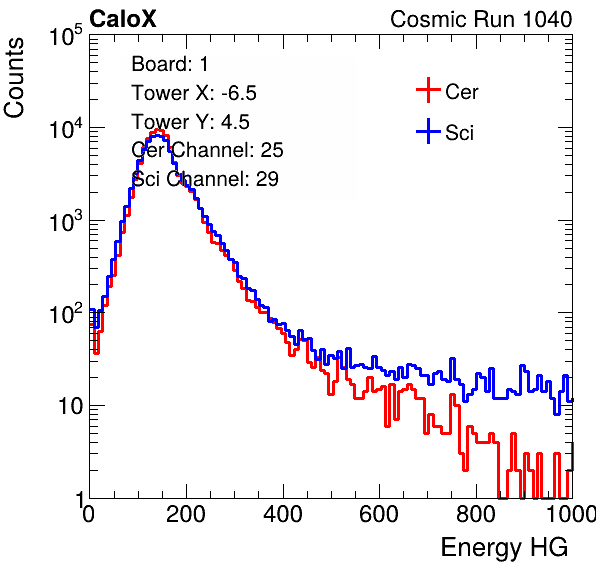 CaloX Cosmic Run 1040
Counts
10^5
10^4
10^3
10^2
10
1
Board: 1
Tower X: -6.5
Tower Y: 4.5
Cer Channel: 25
Sci Channel: 29
Cer
Sci
0 200 400 600 800 1000
Energy HG